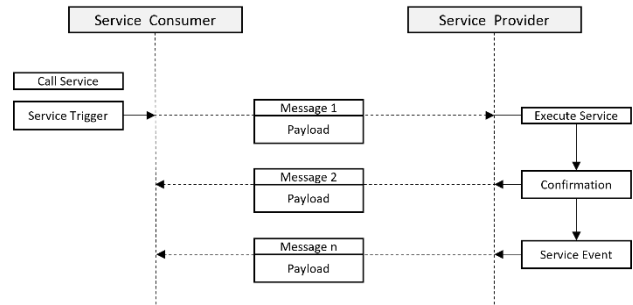 Service Consumer
Service Provider
Call Service
Service Trigger
Message 1
Payload
Execute Service
Message 2
Payload
Confirmation
Message n
Payload
Service Event